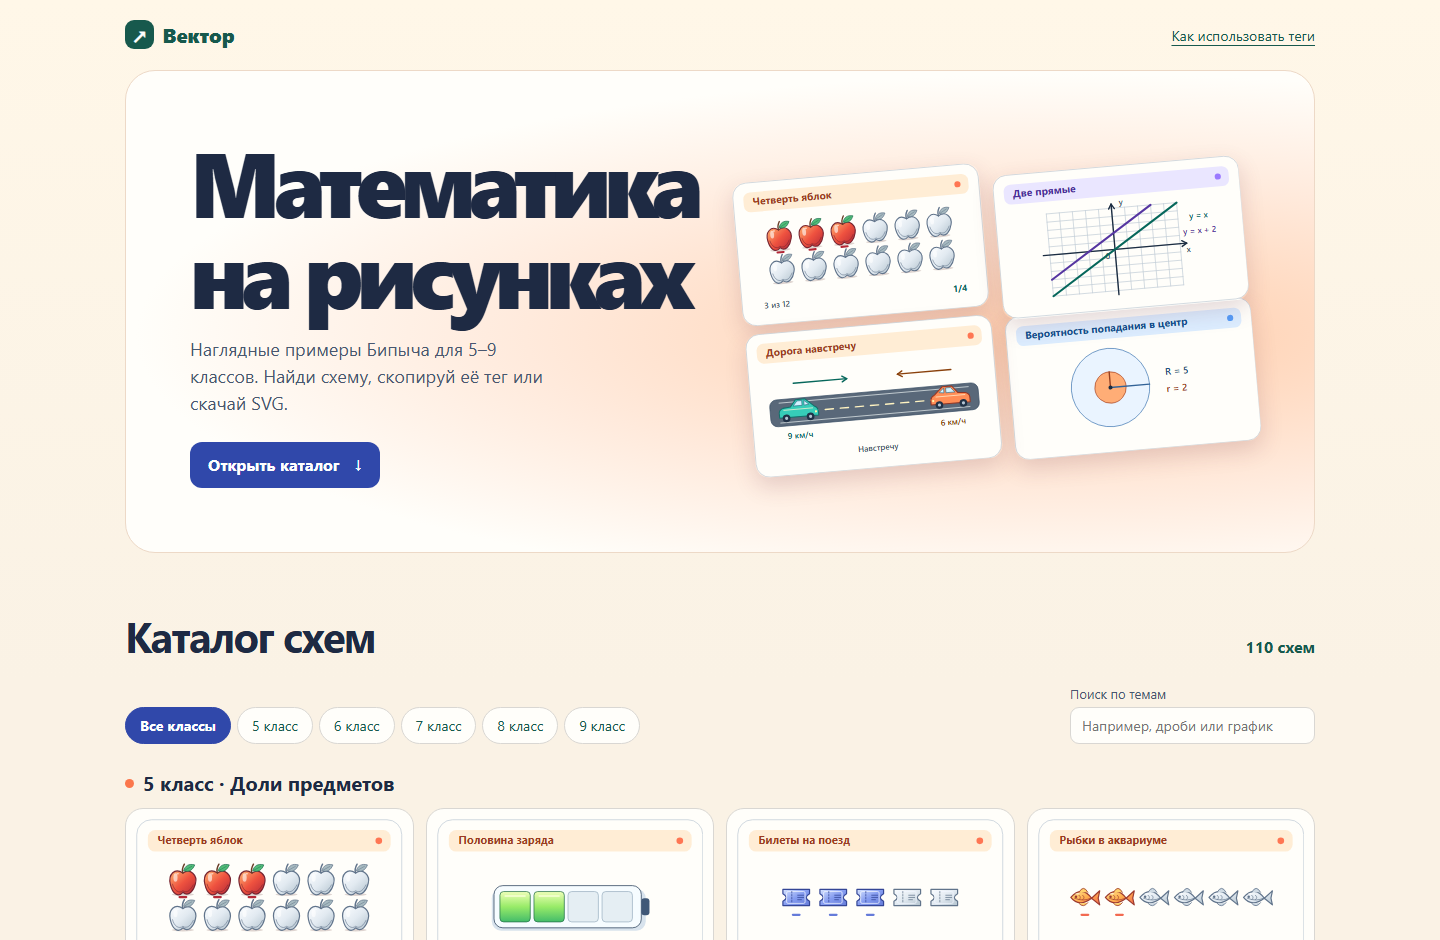 Вектор
Как использовать теги
Математика
на рисунках
Наглядные примеры Бипыча для 5–9
классов. Найди схему, скопируй её тег или
скачай SVG.
Открыть каталог ↓
Четверть яблок
3 из 12
1/4
Две прямые
y
y = x
y = x + 2
x
0
Дорога навстречу
9 км/ч
6 км/ч
Навстречу
Вероятность попадания в центр
R = 5
r = 2
Каталог схем
110 схем
Поиск по темам
Все классы
5 класс
6 класс
7 класс
8 класс
9 класс
Например, дроби или график
5 класс · Доли предметов
Четверть яблок
Половина заряда
Билеты на поезд
Рыбки в аквариуме